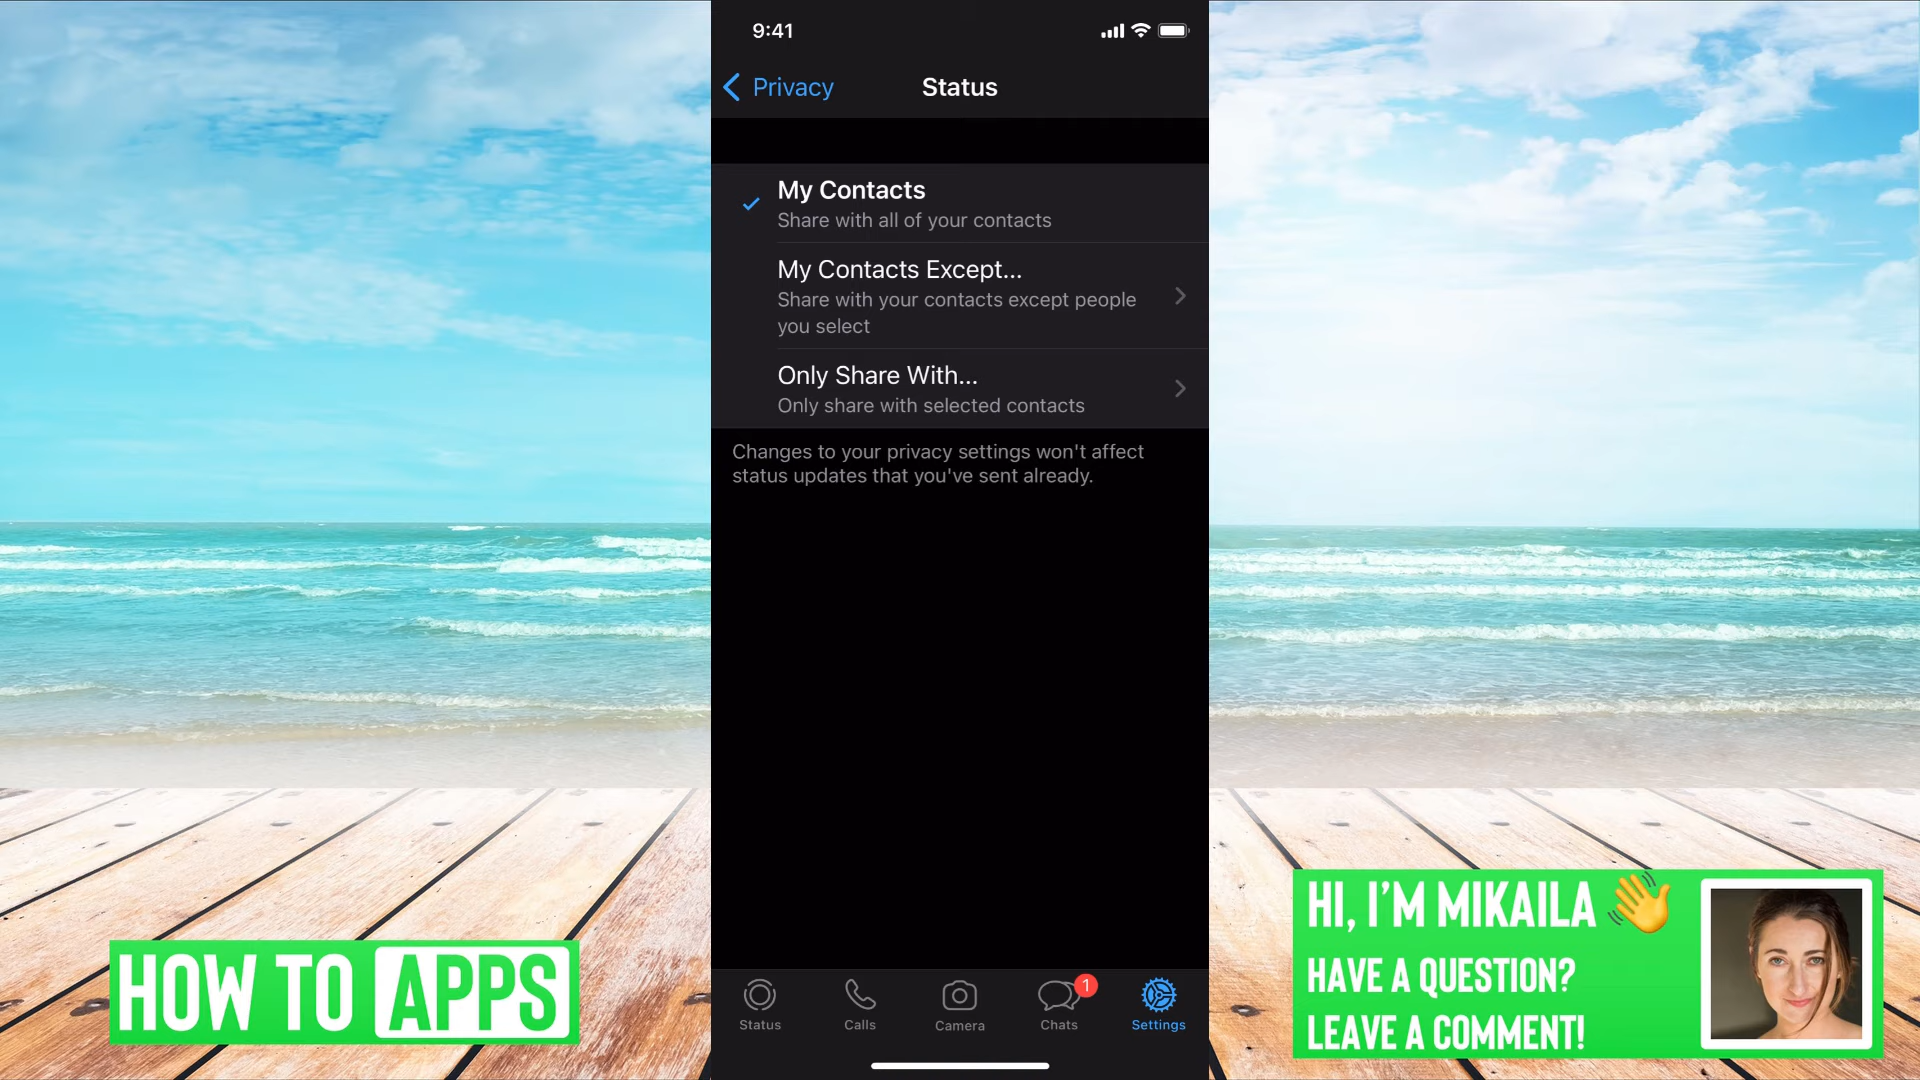 9:41
Privacy
Status
My Contacts
Share with all of your contacts
My Contacts Except...
Share with your contacts except people
you select
Only Share With...
Only share with selected contacts
Changes to your privacy settings won't affect
status updates that you've sent already.
Status
Calls
Camera
Chats
1
Settings
HOW TO APPS
HI, I'M MIKAILA 👋
HAVE A QUESTION?
LEAVE A COMMENT!